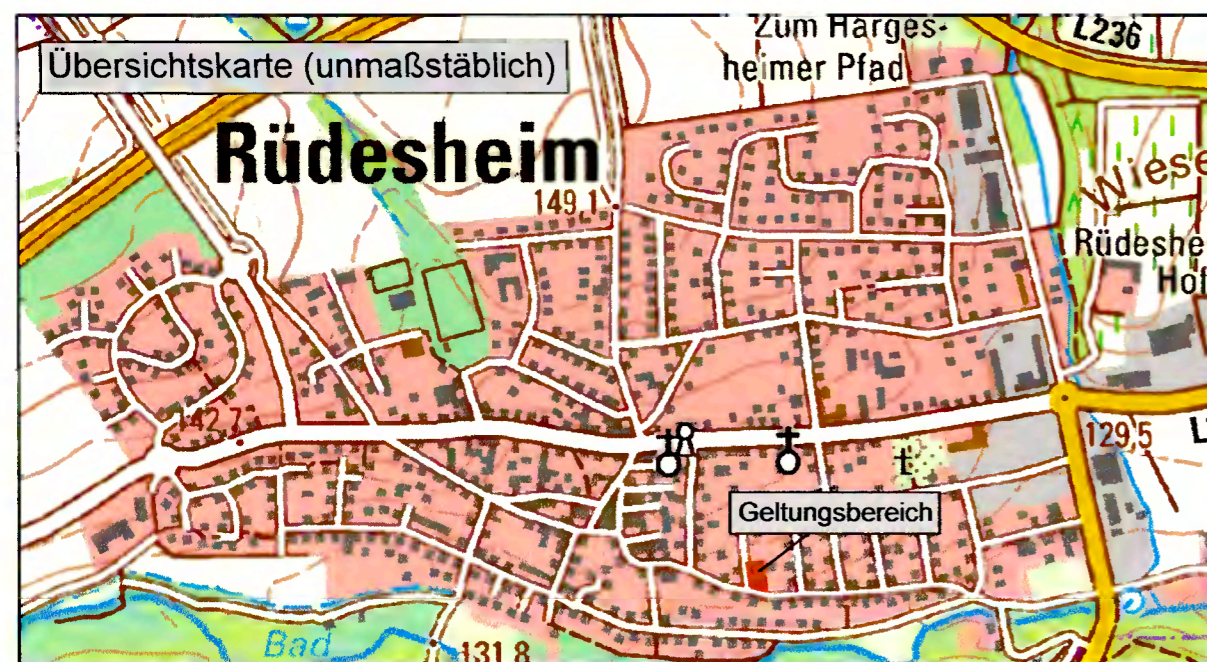 Zum Harges-
heimer Pfad
L236
Übersichtskarte (unmaßstäblich)
Rüdesheim
149,1
Wiese
Rüdeshe
Hof
142,7
129,5
L
Geltungsbereich
Bad
131,8